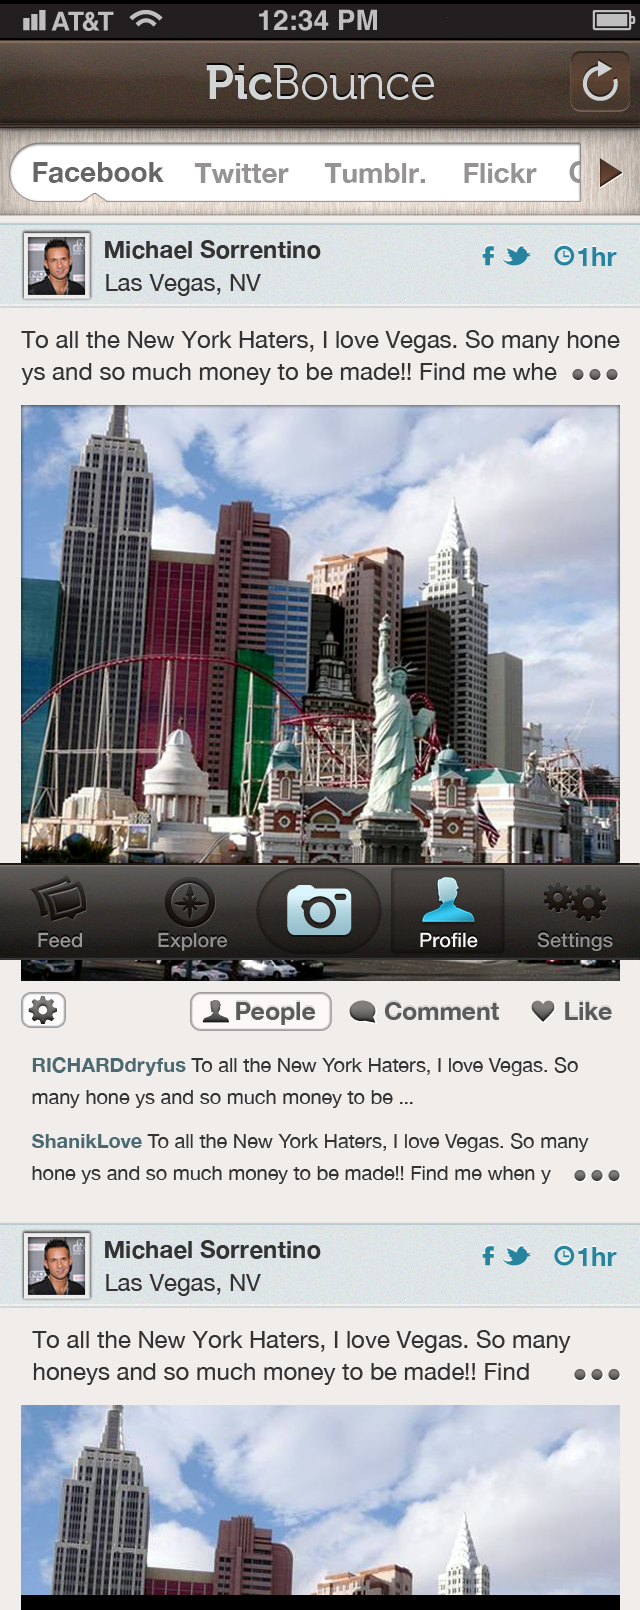 AT&T 12:34 PM
PicBounce
Facebook Twitter Tumblr. Flickr
Michael Sorrentino 1hr
Las Vegas, NV
To all the New York Haters, I love Vegas. So many hone
ys and so much money to be made!! Find me whe
Feed Explore Profile Settings
People Comment Like
RICHARDdryfus To all the New York Haters, I love Vegas. So
many hone ys and so much money to be ...
ShanikLove To all the New York Haters, I love Vegas. So many
hone ys and so much money to be made!! Find me when y
Michael Sorrentino 1hr
Las Vegas, NV
To all the New York Haters, I love Vegas. So many
honeys and so much money to be made!! Find